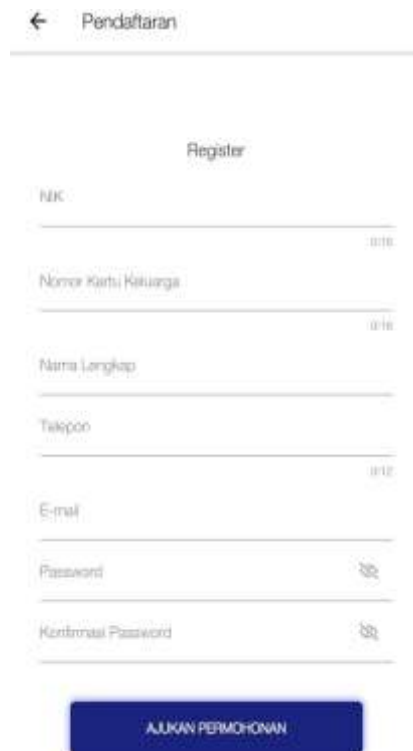 Pendaftaran
Register
NIK
0/16
Nomor Kartu Keluarga
0/16
Nama Lengkap
Telepon
0/12
E-mail
Password
Konfirmasi Password
AJUKAN PERMOHONAN